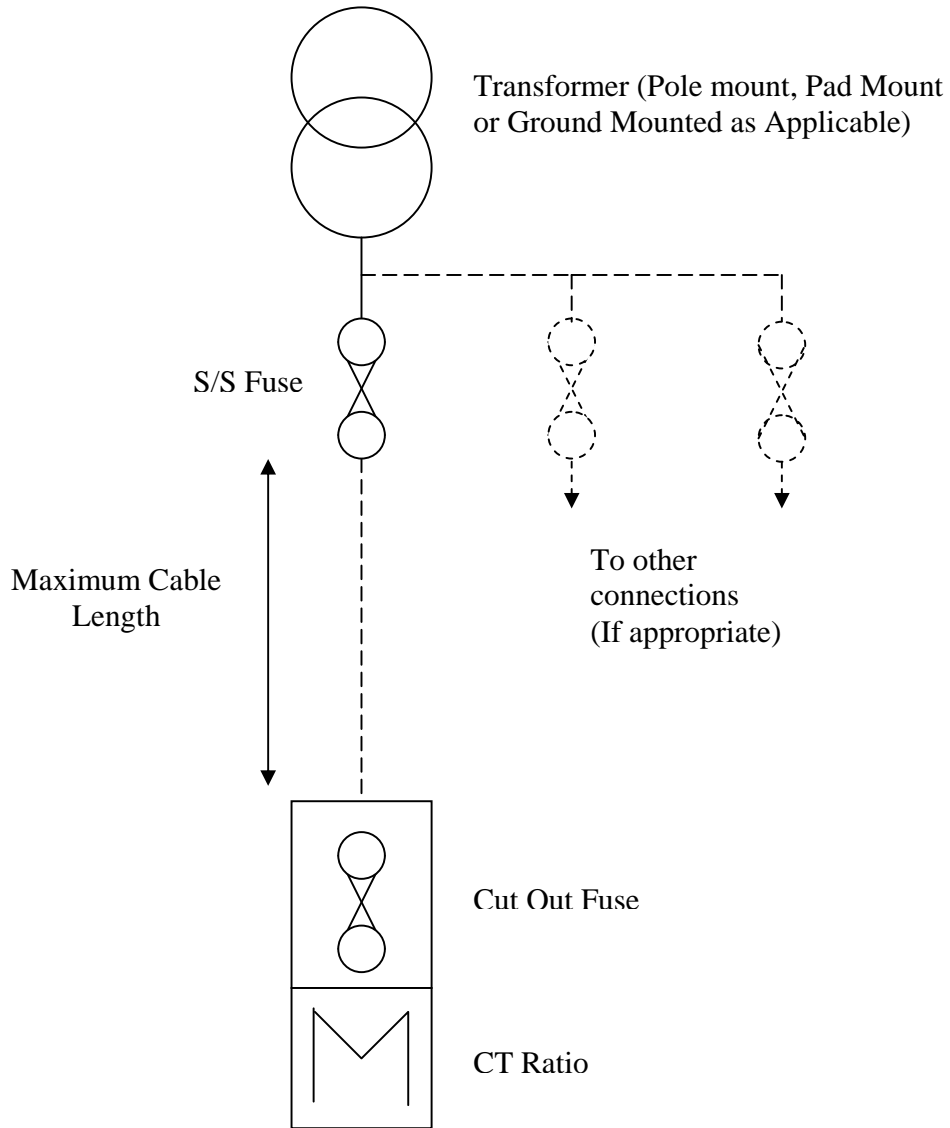 Transformer (Pole mount, Pad Mount
or Ground Mounted as Applicable)
S/S Fuse
Maximum Cable
Length
To other
connections
(If appropriate)
Cut Out Fuse
M
CT Ratio